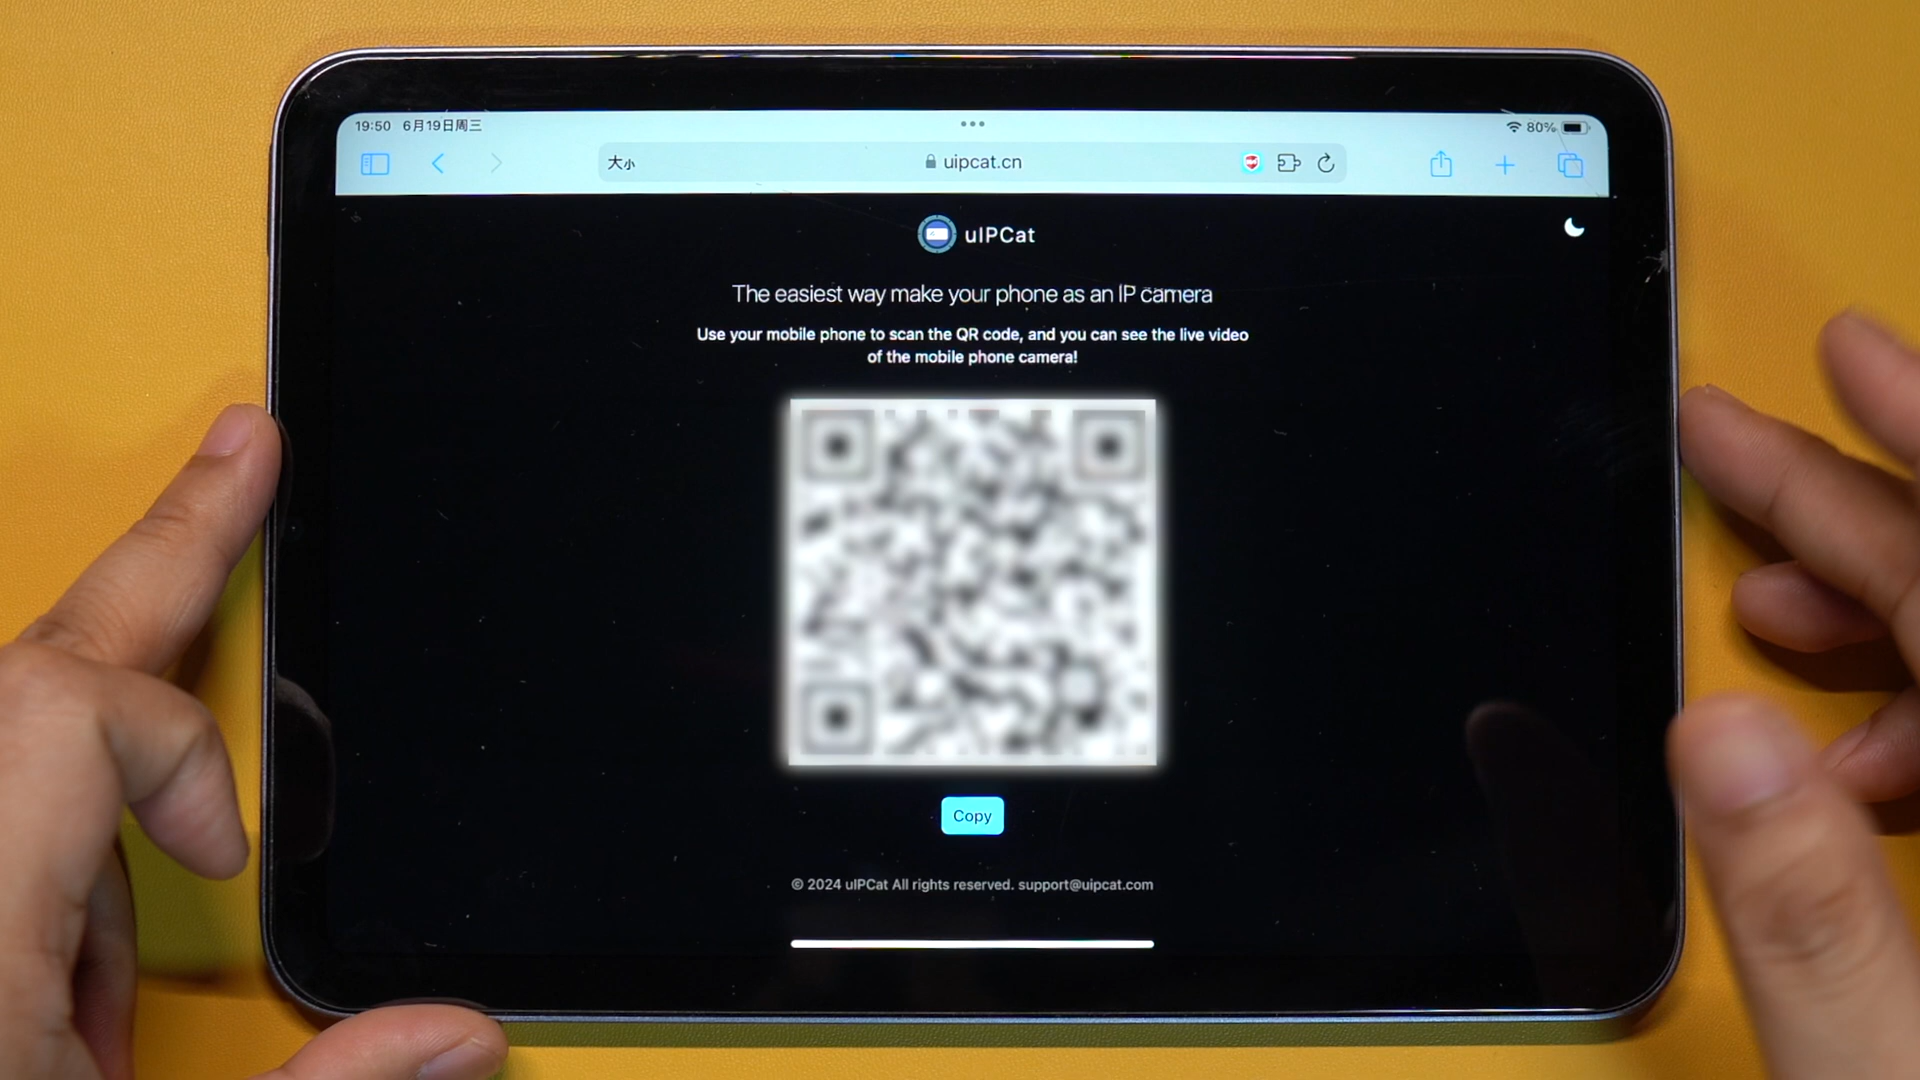 19:50 6月19日周三
80%
大小
uipcat.cn
uIPCat
The easiest way make your phone as an IP camera
Use your mobile phone to scan the QR code, and you can see the live video
of the mobile phone camera!
Copy
© 2024 uIPCat All rights reserved. support@uipcat.com